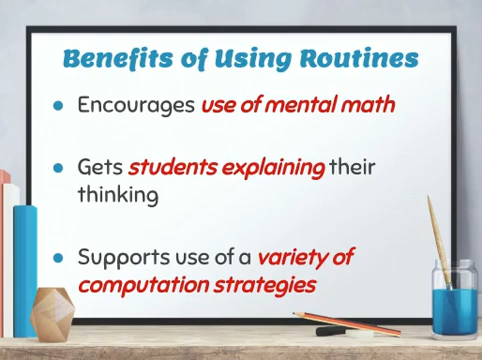 Benefits of Using Routines
• Encourages use of mental math
• Gets students explaining their
thinking
• Supports use of a variety of
computation strategies